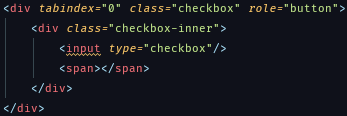 <div tabindex="0" class="checkbox" role="button">
<div class="checkbox-inner">
<input type="checkbox"/>
<span></span>
</div>
</div>